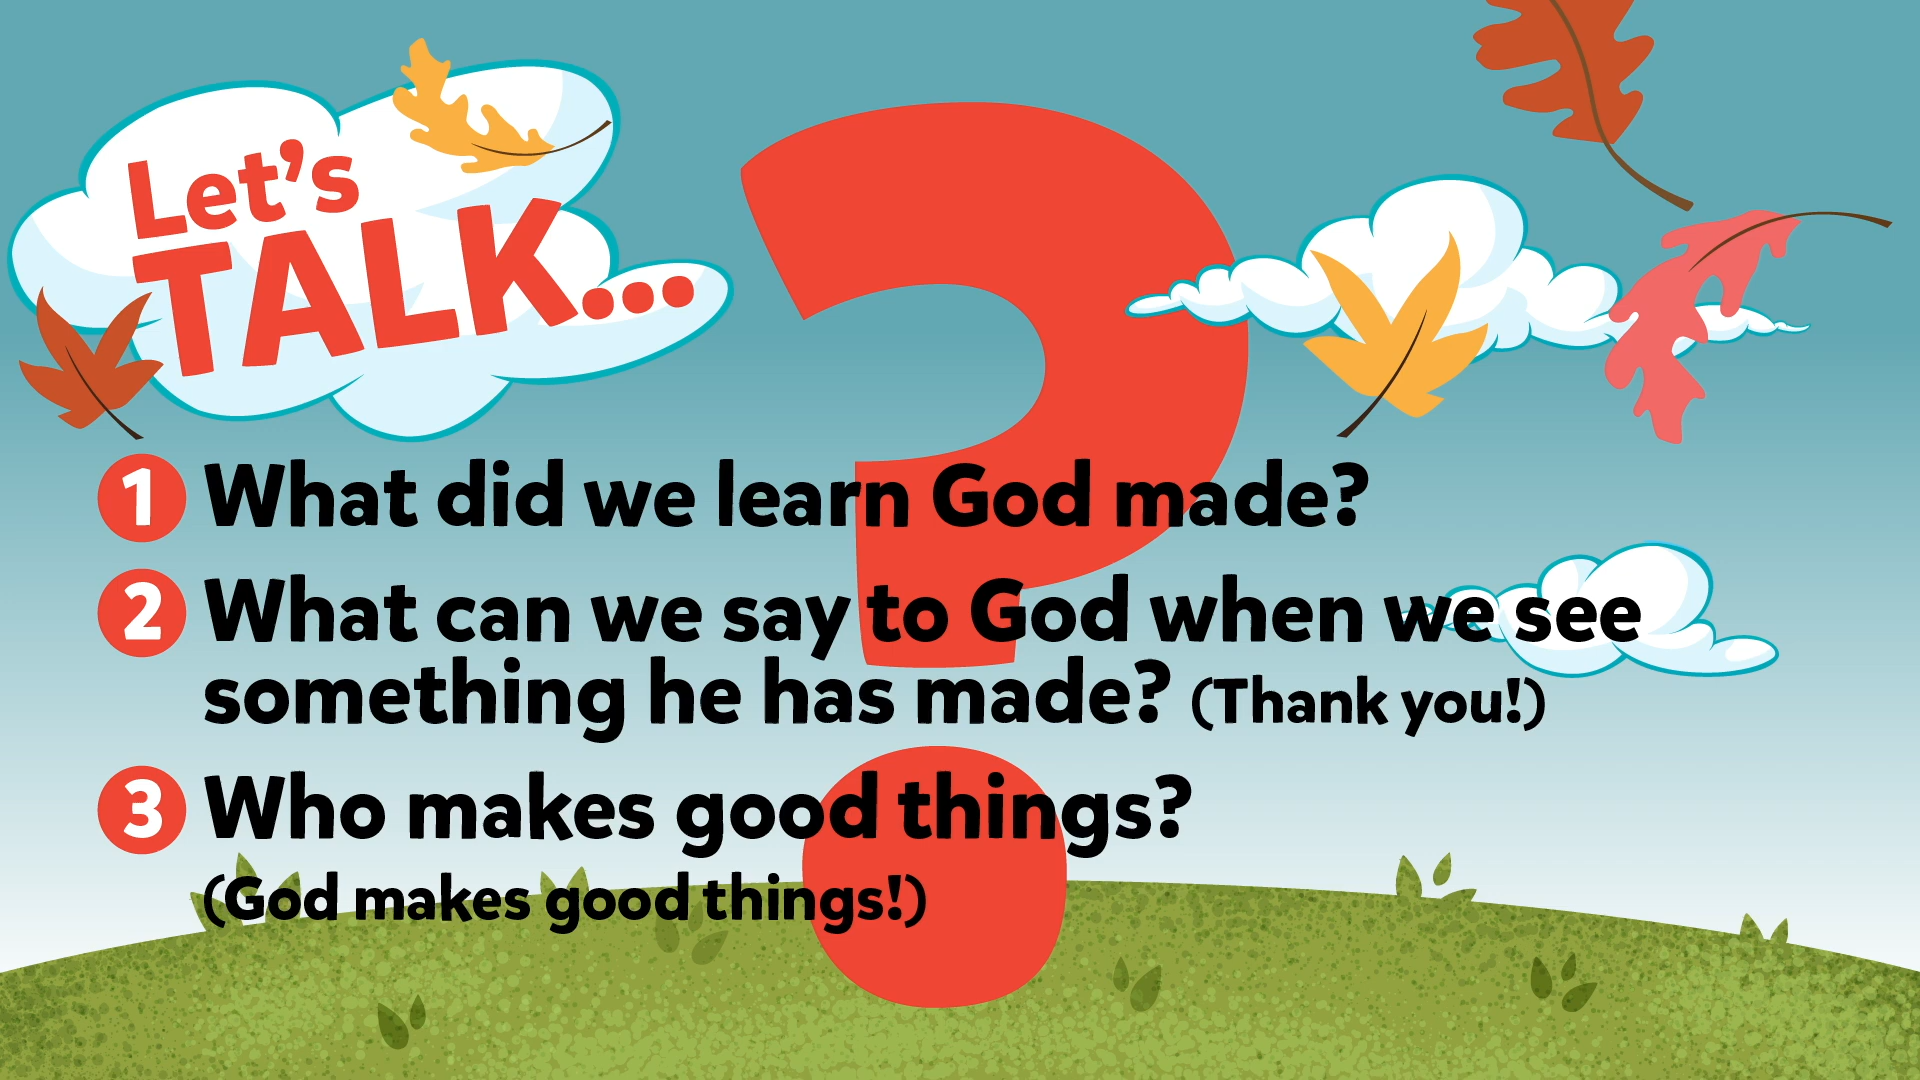 Let's
TALK...
1 What did we learn God made?
2 What can we say to God when we see
something he has made? (Thank you!)
3 Who makes good things?
(God makes good things!)
?